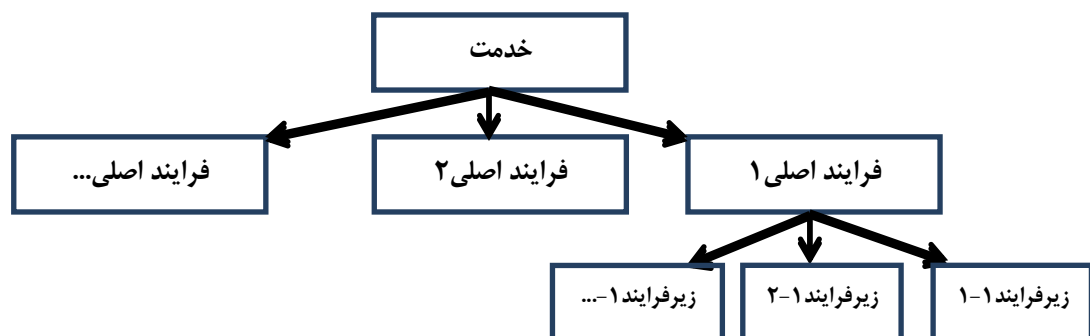 خدمت
فرایند اصلی۱
فرایند اصلی۲
فرایند اصلی...
زیرفرایند۱-۱
زیرفرایند۱-۲
زیرفرایند۱-...